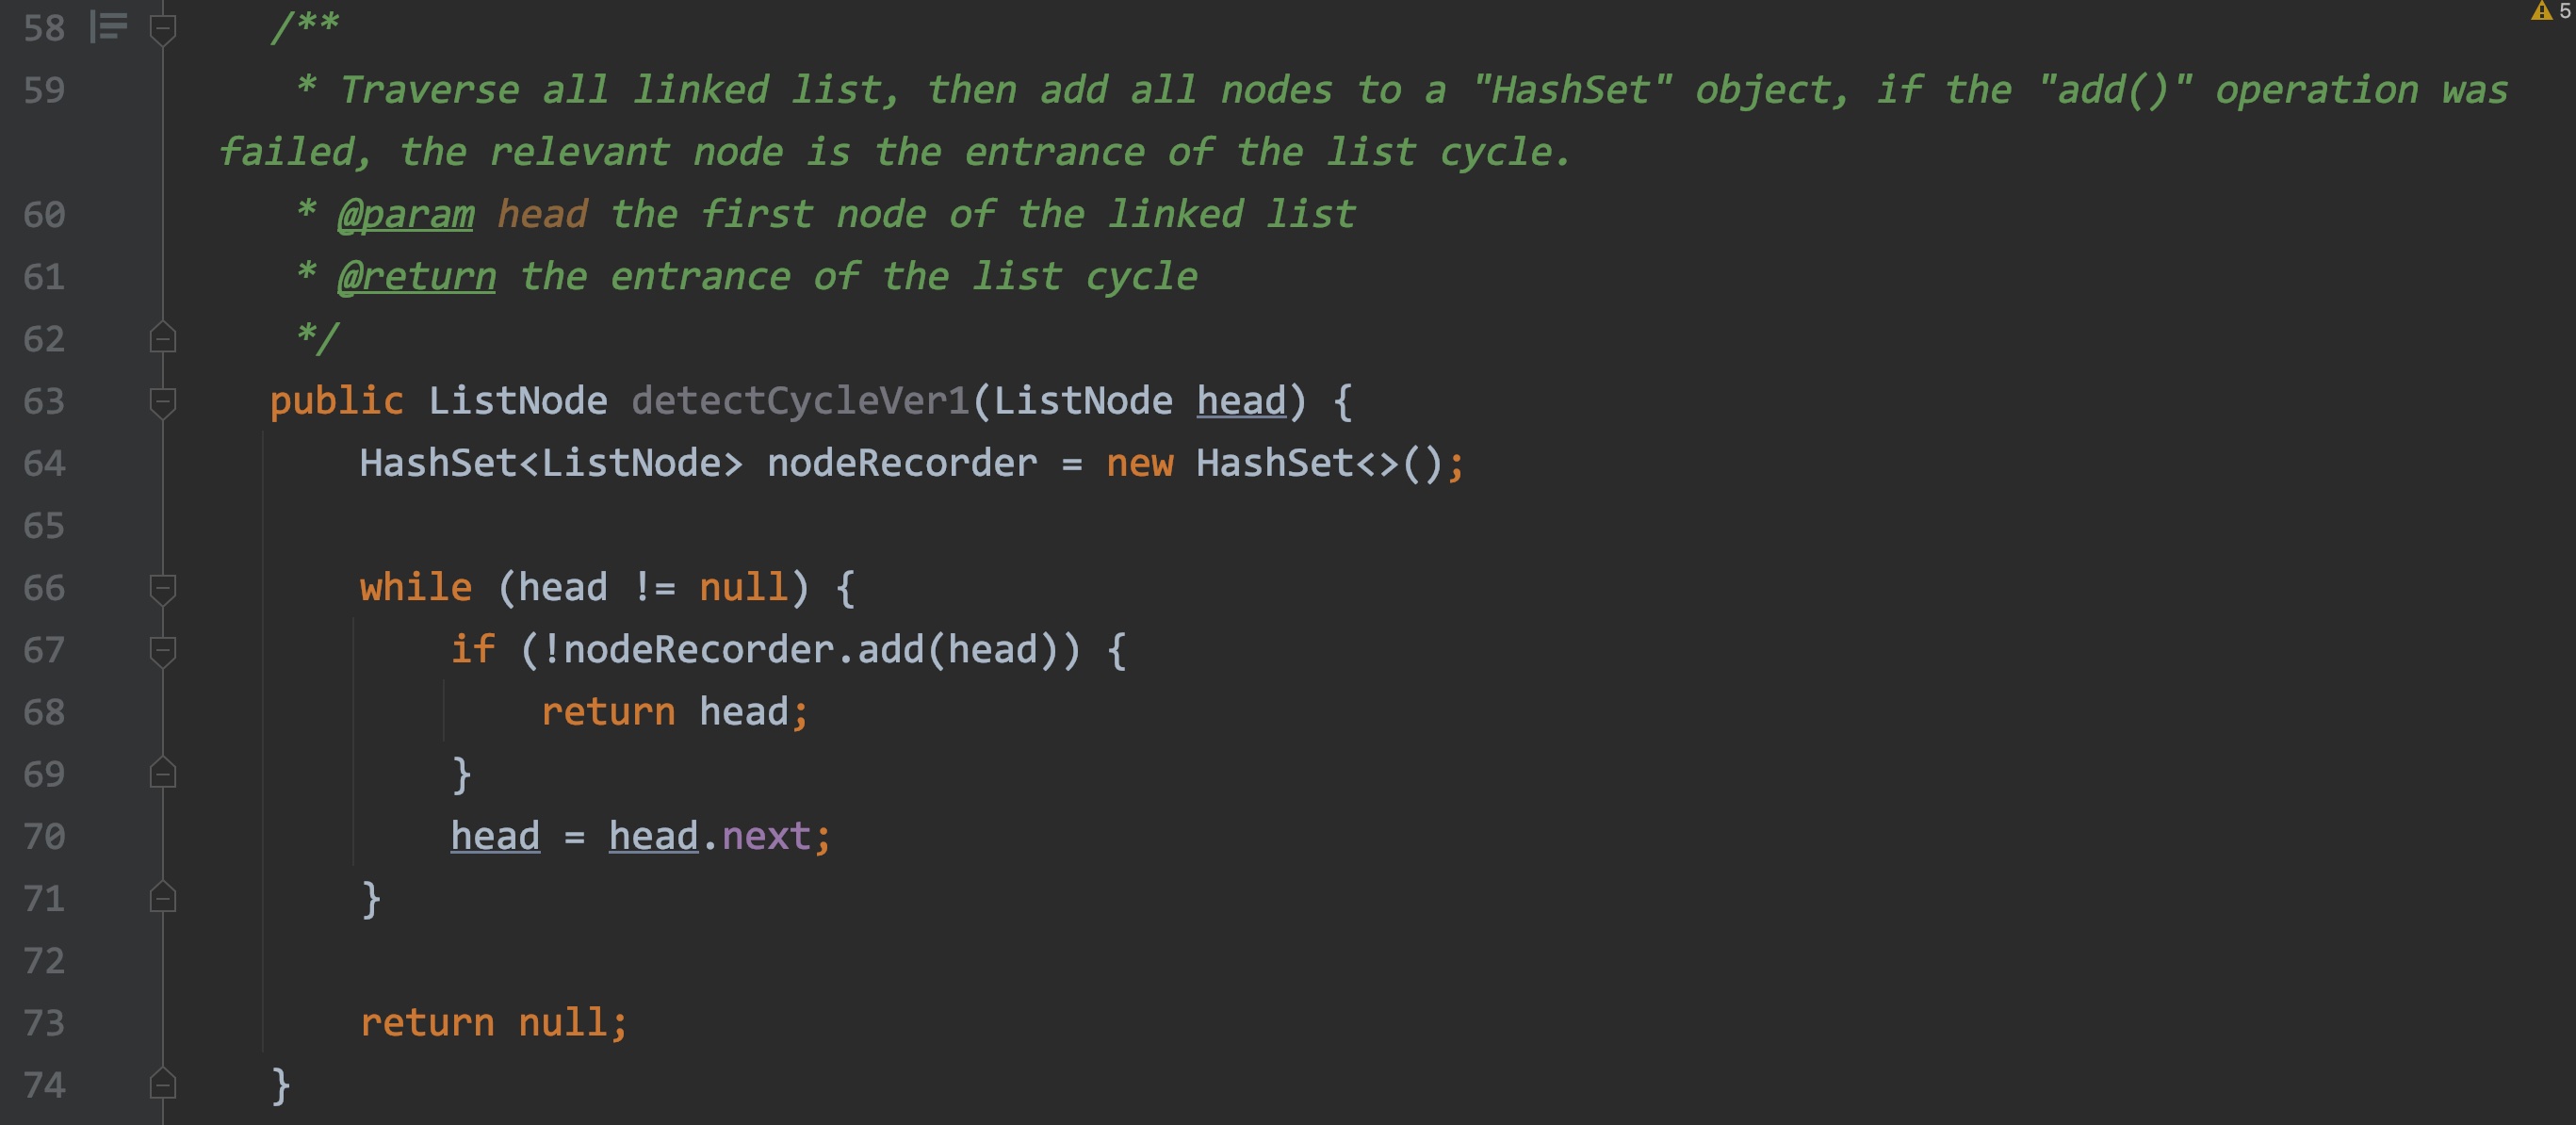 58 /**
59 * Traverse all linked list, then add all nodes to a "HashSet" object, if the "add()" operation was
failed, the relevant node is the entrance of the list cycle.
60 * @param head the first node of the linked list
61 * @return the entrance of the list cycle
62 */
63 public ListNode detectCycleVer1(ListNode head) {
64 HashSet<ListNode> nodeRecorder = new HashSet<>();
65
66 while (head != null) {
67 if (!nodeRecorder.add(head)) {
68 return head;
69 }
70 head = head.next;
71 }
72
73 return null;
74 }
5